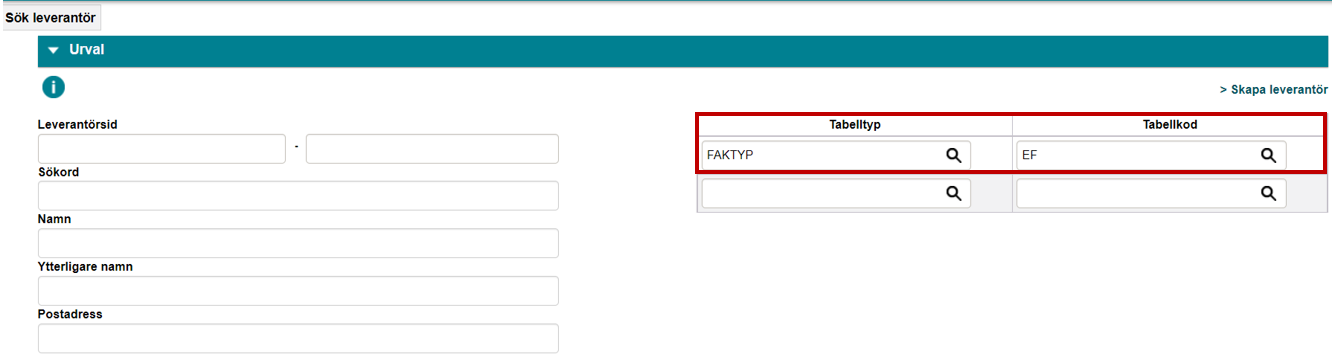 Sök leverantör
Urval
i
> Skapa leverantör
Leverantörsid
-
Sökord
Namn
Ytterligare namn
Postadress
Tabelltyp Tabellkod
FAKTYP EF